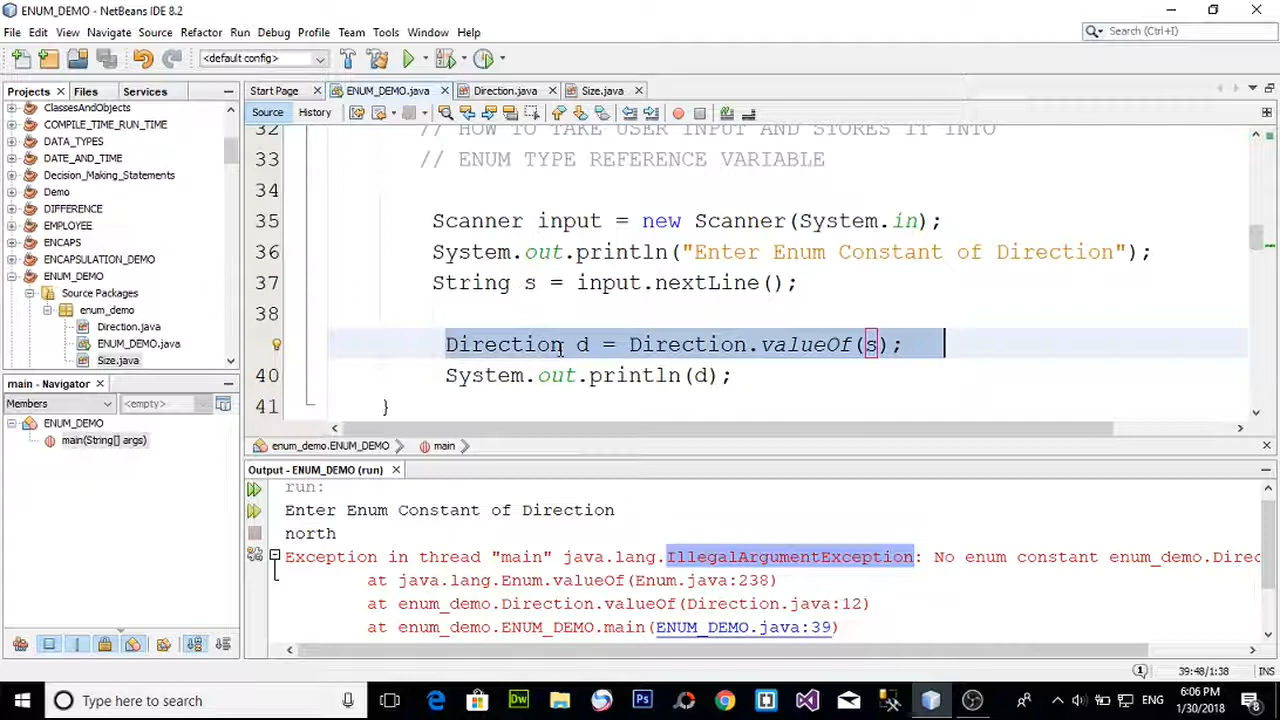 ENUM_DEMO - NetBeans IDE 8.2
File Edit View Navigate Source Refactor Run Debug Profile Team Tools Window Help
Search (Ctrl+I)
<default config>
Projects Files Services
Start Page ENUM_DEMO.java Direction.java Size.java
Source History
ClassesAndObjects
COMPILE_TIME_RUN_TIME
DATA_TYPES
DATE_AND_TIME
Decision_Making_Statements
Demo
DIFFERENCE
EMPLOYEE
ENCAPS
ENCAPSULATION_DEMO
ENUM_DEMO
Source Packages
enum_demo
Direction.java
ENUM_DEMO.java
Size.java
32 // HOW TO TAKE USER INPUT AND STORES IT INTO
33 // ENUM TYPE REFERENCE VARIABLE
34
35 Scanner input = new Scanner(System.in);
36 System.out.println("Enter Enum Constant of Direction");
37 String s = input.nextLine();
38
Direction d = Direction.valueOf(s);
40 System.out.println(d);
41 }
main - Navigator
Members <empty>
ENUM_DEMO
main(String[] args)
enum_demo.ENUM_DEMO main
Output - ENUM_DEMO (run)
run:
Enter Enum Constant of Direction
north
Exception in thread "main" java.lang.IllegalArgumentException: No enum constant enum_demo.Direc
at java.lang.Enum.valueOf(Enum.java:238)
at enum_demo.Direction.valueOf(Direction.java:12)
at enum_demo.ENUM_DEMO.main(ENUM_DEMO.java:39)
39:48/1:38 INS
Type here to search
Dw Ps
1/30/2018
8